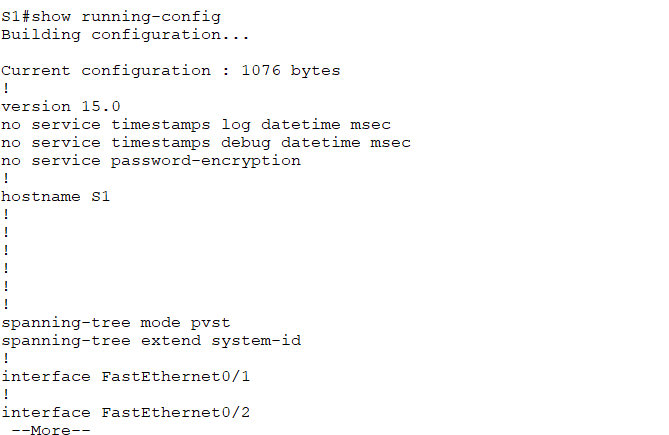 S1#show running-config
Building configuration...
Current configuration : 1076 bytes
!
version 15.0
no service timestamps log datetime msec
no service timestamps debug datetime msec
no service password-encryption
!
hostname S1
!
!
!
!
!
!
spanning-tree mode pvst
spanning-tree extend system-id
!
interface FastEthernet0/1
!
interface FastEthernet0/2
--More--